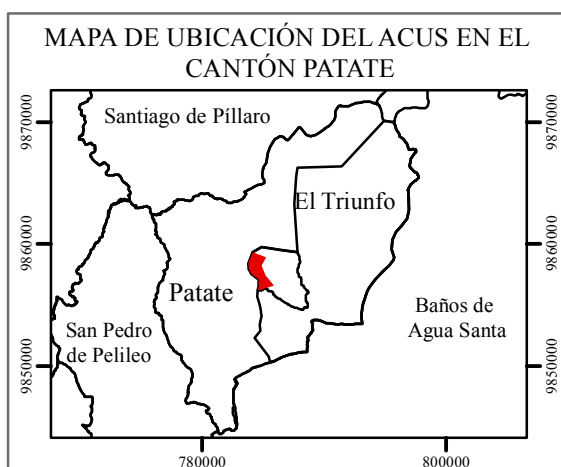 MAPA DE UBICACIÓN DEL ACUS EN EL
CANTÓN PATATE
Santiago de Píllaro
El Triunfo
Patate
San Pedro
de Pelileo
Baños de
Agua Santa
9870000
9860000
9850000
9870000
9860000
9850000
780000
800000